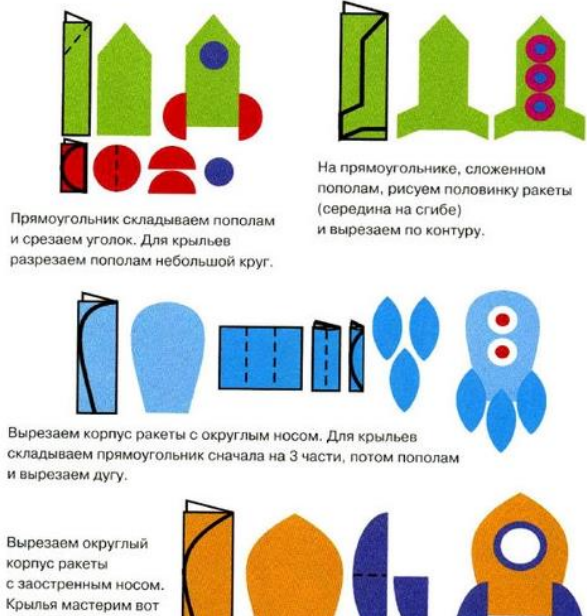 Прямоугольник складываем пополам
и срезаем уголок. Для крыльев
разрезаем пополам небольшой круг.
На прямоугольнике, сложенном
пополам, рисуем половинку ракеты
(середина на сгибе)
и вырезаем по контуру.
Вырезаем корпус ракеты с округлым носом. Для крыльев
складываем прямоугольник сначала на 3 части, потом пополам
и вырезаем дугу.
Вырезаем округлый
корпус ракеты
с заостренным носом.
Крылья мастерим вот